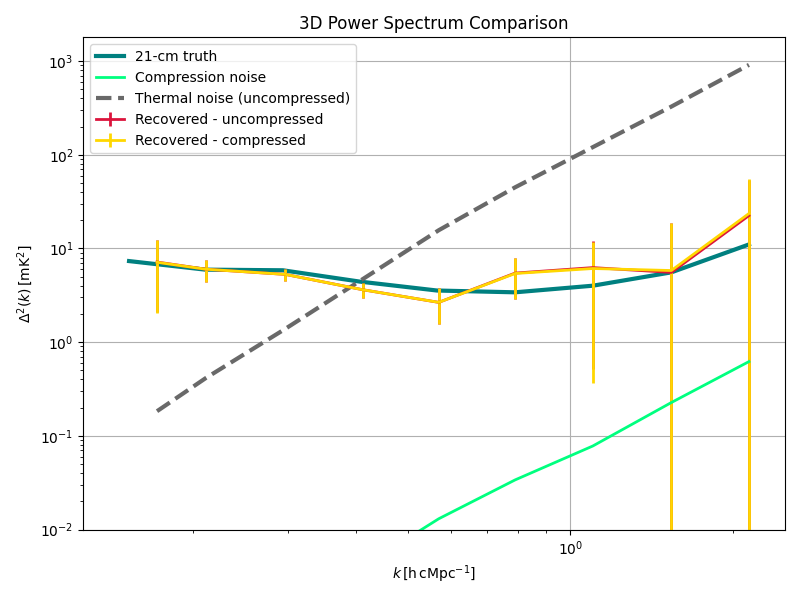 3D Power Spectrum Comparison
21-cm truth
Compression noise
Thermal noise (uncompressed)
Recovered - uncompressed
Recovered - compressed
10³
10²
10¹
10⁰
10⁻¹
10⁻²
Δ²(k) [mK²]
10⁰
k [h cMpc⁻¹]